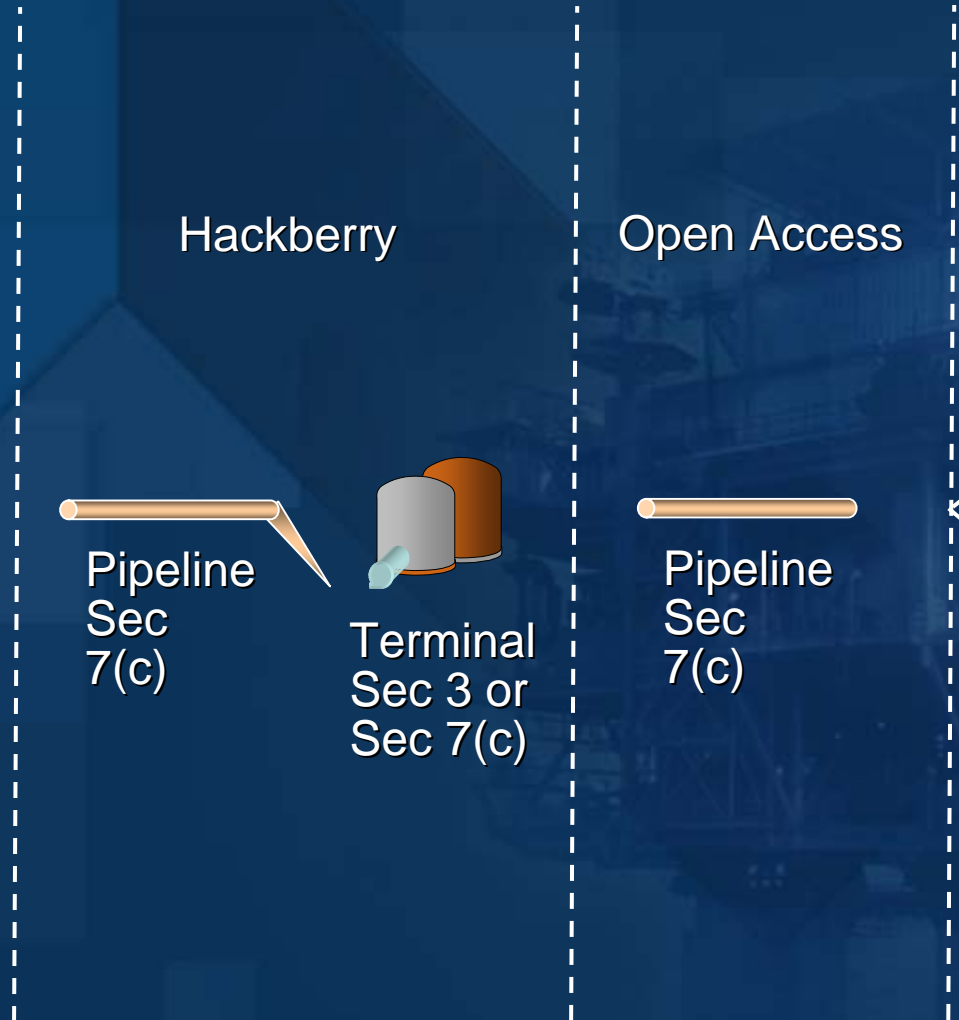 Hackberry
Open Access
Pipeline
Sec
7(c)
Terminal
Sec 3 or
Sec 7(c)
Pipeline
Sec
7(c)